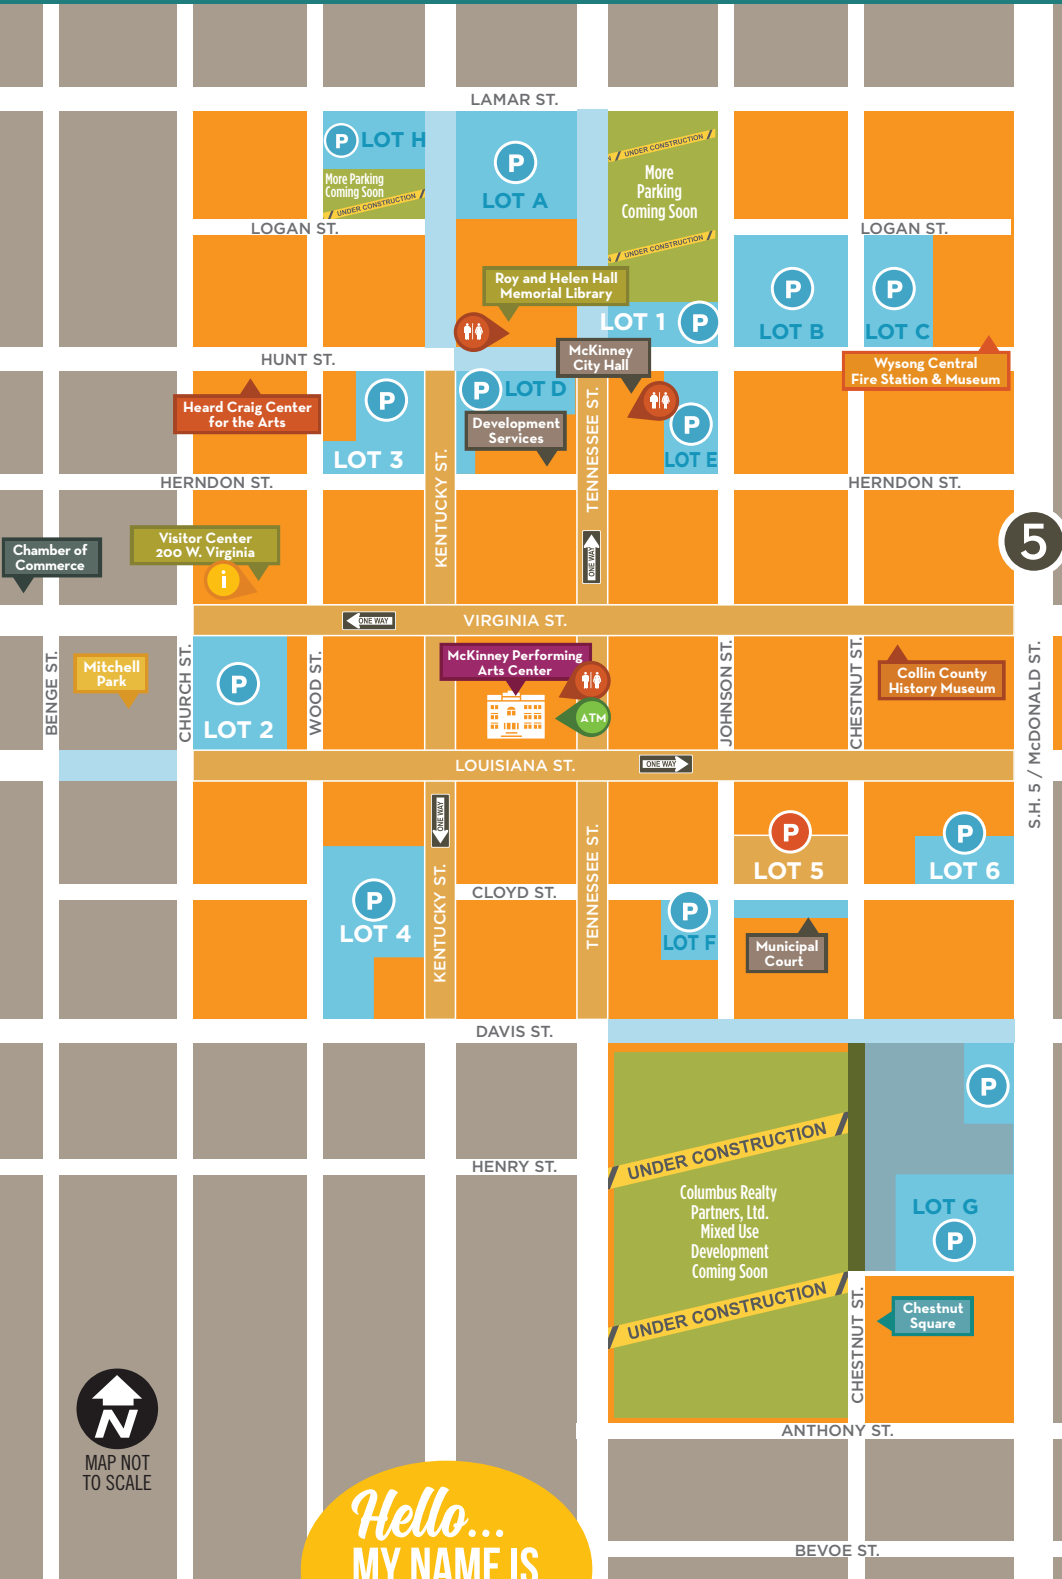 LAMAR ST.
P LOT H
More Parking
Coming Soon
UNDER CONSTRUCTION
P
LOT A
UNDER CONSTRUCTION
More
Parking
Coming Soon
UNDER CONSTRUCTION
LOGAN ST.
LOGAN ST.
Roy and Helen Hall
Memorial Library
LOT 1 P
P
LOT B
P
LOT C
HUNT ST.
McKinney
City Hall
Wysong Central
Fire Station & Museum
Heard Craig Center
for the Arts
P
LOT 3
P LOT D
Development
Services
P
LOT E
KENTUCKY ST.
TENNESSEE ST.
HERNDON ST.
HERNDON ST.
5
Chamber of
Commerce
Visitor Center
200 W. Virginia
i
ONE WAY
ONE WAY
VIRGINIA ST.
BENGE ST.
Mitchell
Park
CHURCH ST.
P
LOT 2
WOOD ST.
McKinney Performing
Arts Center
ATM
JOHNSON ST.
CHESTNUT ST.
Collin County
History Museum
S.H. 5 / McDONALD ST.
LOUISIANA ST.
ONE WAY
ONE WAY
P
LOT 5
P
LOT 6
P
LOT 4
KENTUCKY ST.
CLOYD ST.
TENNESSEE ST.
P
LOT F
Municipal
Court
DAVIS ST.
P
UNDER CONSTRUCTION
HENRY ST.
Columbus Realty
Partners, Ltd.
Mixed Use
Development
Coming Soon
LOT G
P
UNDER CONSTRUCTION
CHESTNUT ST.
Chestnut
Square
N
MAP NOT
TO SCALE
ANTHONY ST.
Hello...
MY NAME IS
BEVOE ST.